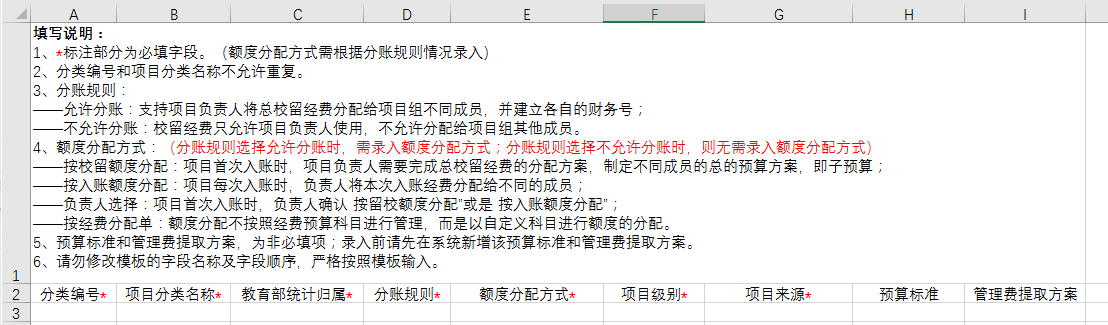 A B C D E F G H I
填写说明：
1、*标注部分为必填字段。（额度分配方式需根据分账规则情况录入）
2、分类编号和项目分类名称不允许重复。
3、分账规则：
——允许分账：支持项目负责人将总校留经费分配给项目组不同成员，并建立各自的财务号；
——不允许分账：校留经费只允许项目负责人使用，不允许分配给项目组其他成员。
4、额度分配方式：（分账规则选择允许分账时，需录入额度分配方式；分账规则选择不允许分账时，则无需录入额度分配方式）
——按校留额度分配：项目首次入账时，项目负责人需要完成总校留经费的分配方案，制定不同成员的总的预算方案，即子预算；
——按入账额度分配：项目每次入账时，负责人将本次入账经费分配给不同的成员；
——负责人选择：项目首次入账时，负责人确认 按留校额度分配”或是 按入账额度分配”；
——按经费分配单：额度分配不按照经费预算科目进行管理，而是以自定义科目进行额度的分配。
5、预算标准和管理费提取方案，为非必填项；录入前请先在系统新增该预算标准和管理费提取方案。
6、请勿修改模板的字段名称及字段顺序，严格按照模板输入。
1
2 分类编号* 项目分类名称* 教育部统计归属* 分账规则* 额度分配方式* 项目级别* 项目来源* 预算标准 管理费提取方案
3